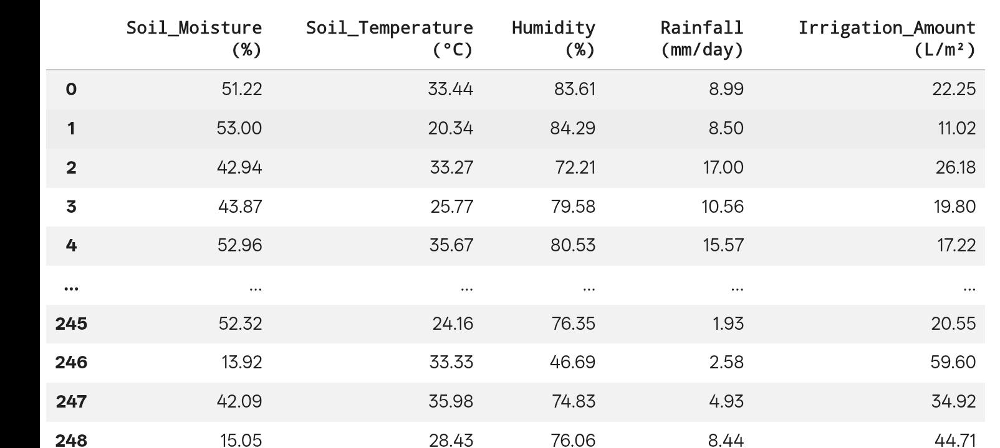 Soil_Moisture Soil_Temperature Humidity Rainfall Irrigation_Amount
(%) (°C) (%) (mm/day) (L/m²)
0 51.22 33.44 83.61 8.99 22.25
1 53.00 20.34 84.29 8.50 11.02
2 42.94 33.27 72.21 17.00 26.18
3 43.87 25.77 79.58 10.56 19.80
4 52.96 35.67 80.53 15.57 17.22
... ... ... ... ... ...
245 52.32 24.16 76.35 1.93 20.55
246 13.92 33.33 46.69 2.58 59.60
247 42.09 35.98 74.83 4.93 34.92
248 15.05 28.43 76.06 8.44 44.71